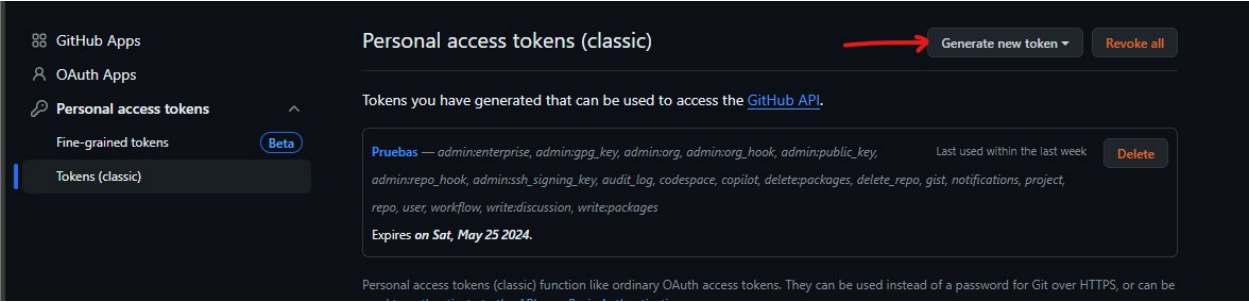 GitHub Apps
OAuth Apps
Personal access tokens
Fine-grained tokens Beta
Tokens (classic)
Personal access tokens (classic)
Generate new token
Revoke all
Tokens you have generated that can be used to access the GitHub API.
Pruebas — admin:enterprise, admin:gpg_key, admin:org, admin:org_hook, admin:public_key,
Last used within the last week
Delete
admin:repo_hook, admin:ssh_signing_key, audit_log, codespace, copilot, delete:packages, delete_repo, gist, notifications, project,
repo, user, workflow, write:discussion, write:packages
Expires on Sat, May 25 2024.
Personal access tokens (classic) function like ordinary OAuth access tokens. They can be used instead of a password for Git over HTTPS, or can be